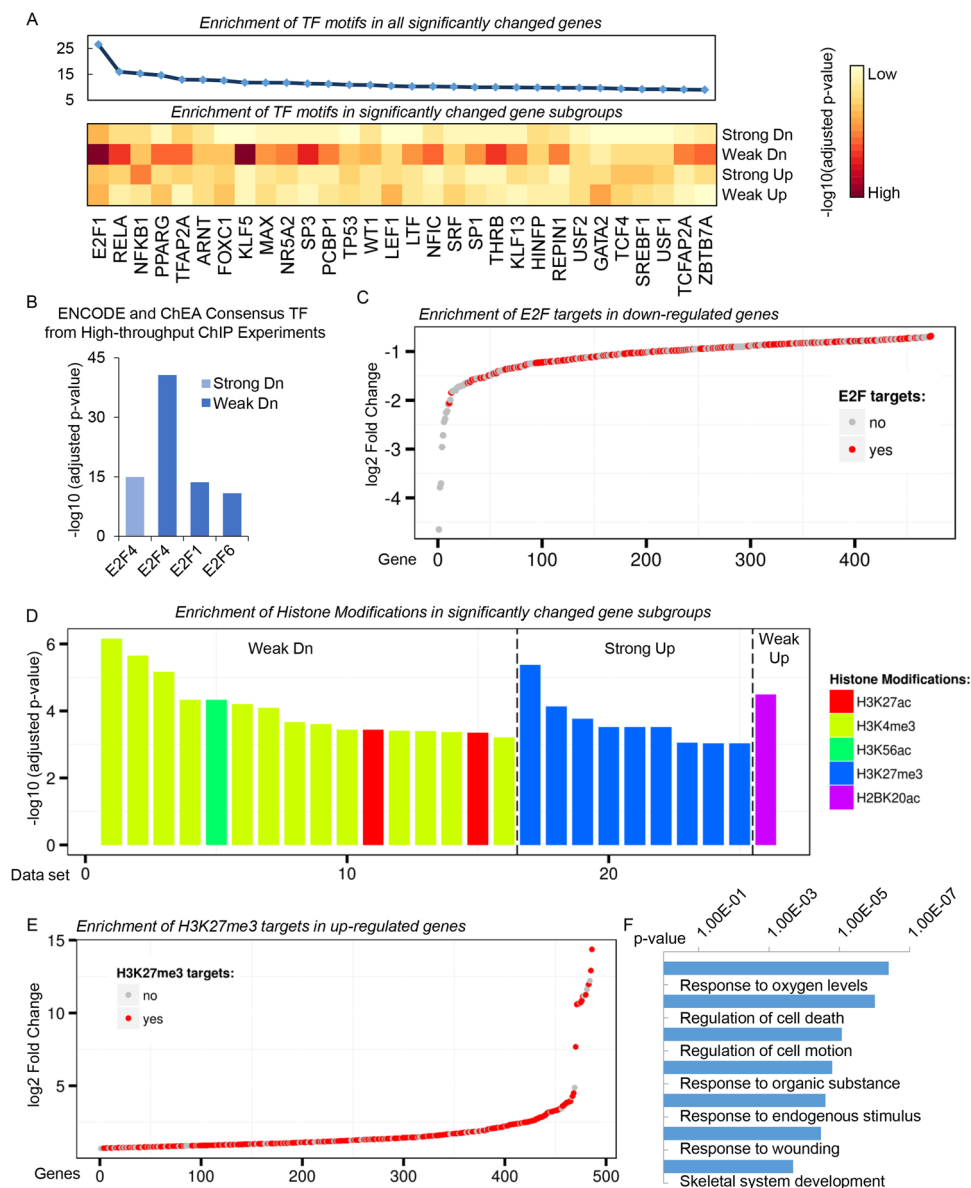 A
Enrichment of TF motifs in all significantly changed genes
25
15
5
Enrichment of TF motifs in significantly changed gene subgroups
Strong Dn
Weak Dn
Strong Up
Weak Up
Low
High
-log10(adjusted p-value)
E2F1
RELA
NFKB1
PPARG
TFAP2A
ARNT
FOXC1
KLF5
MAX
NR5A2
SP3
PCBP1
TP53
WT1
LEF1
LTF
NFIC
SRF
SP1
THRB
KLF13
HINFP
REPIN1
USF2
GATA2
TCF4
SREBF1
USF1
TCFAP2A
ZBTB7A
B
ENCODE and ChEA Consensus TF
from High-throughput ChIP Experiments
-log10 (adjusted p-value)
45
30
15
0
Strong Dn
Weak Dn
E2F4
E2F4
E2F1
E2F6
C
Enrichment of E2F targets in down-regulated genes
log2 Fold Change
-1
-2
-3
-4
E2F targets:
no
yes
Gene
0
100
200
300
400
D
Enrichment of Histone Modifications in significantly changed gene subgroups
-log10 (adjusted p-value)
6
4
2
0
Weak Dn
Strong Up
Weak
Up
Histone Modifications:
H3K27ac
H3K4me3
H3K56ac
H3K27me3
H2BK20ac
Data set
0
10
20
E
Enrichment of H3K27me3 targets in up-regulated genes
log2 Fold Change
15
10
5
H3K27me3 targets:
no
yes
Genes
0
100
200
300
400
500
F
p-value
1.00E-01
1.00E-03
1.00E-05
1.00E-07
Response to oxygen levels
Regulation of cell death
Regulation of cell motion
Response to organic substance
Response to endogenous stimulus
Response to wounding
Skeletal system development